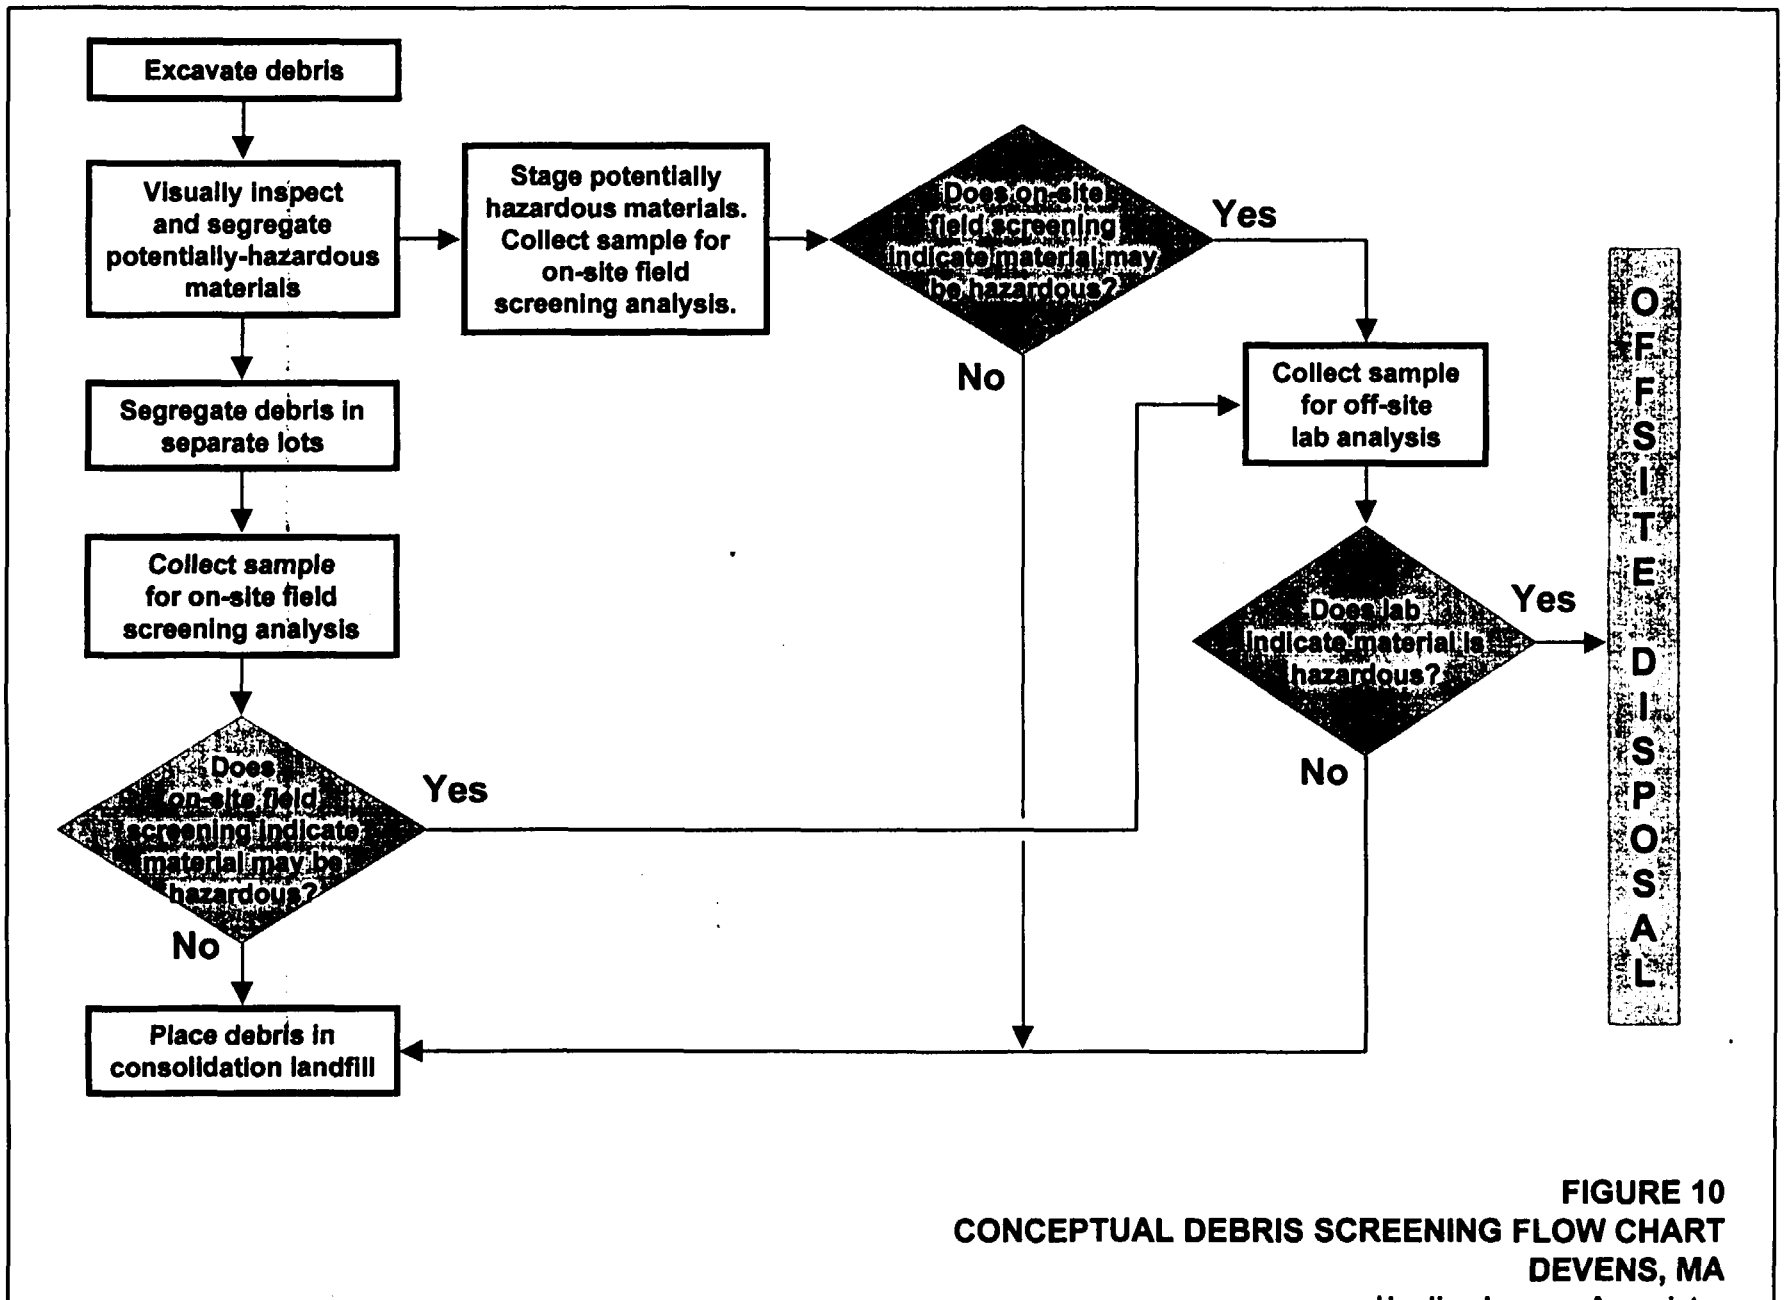 Excavate debris
Visually inspect
and segregate
potentially-hazardous
materials
Stage potentially
hazardous materials.
Collect sample for
on-site field
screening analysis.
Does on-site
field screening
indicate material may
be hazardous?
Yes
No
Segregate debris in
separate lots
Collect sample
for on-site field
screening analysis
Does
on-site field
screening indicate
material may be
hazardous?
Yes
No
Place debris in
consolidation landfill
Collect sample
for off-site
lab analysis
Does lab
indicate material is
hazardous?
Yes
No
OFFSITE DISPOSAL
FIGURE 10
CONCEPTUAL DEBRIS SCREENING FLOW CHART
DEVENS, MA